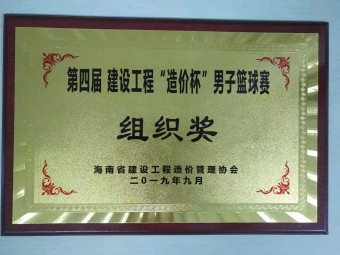 第四届 建设工程“造价杯”男子篮球赛
组织奖
海南省建设工程造价管理协会
二0一九年九月